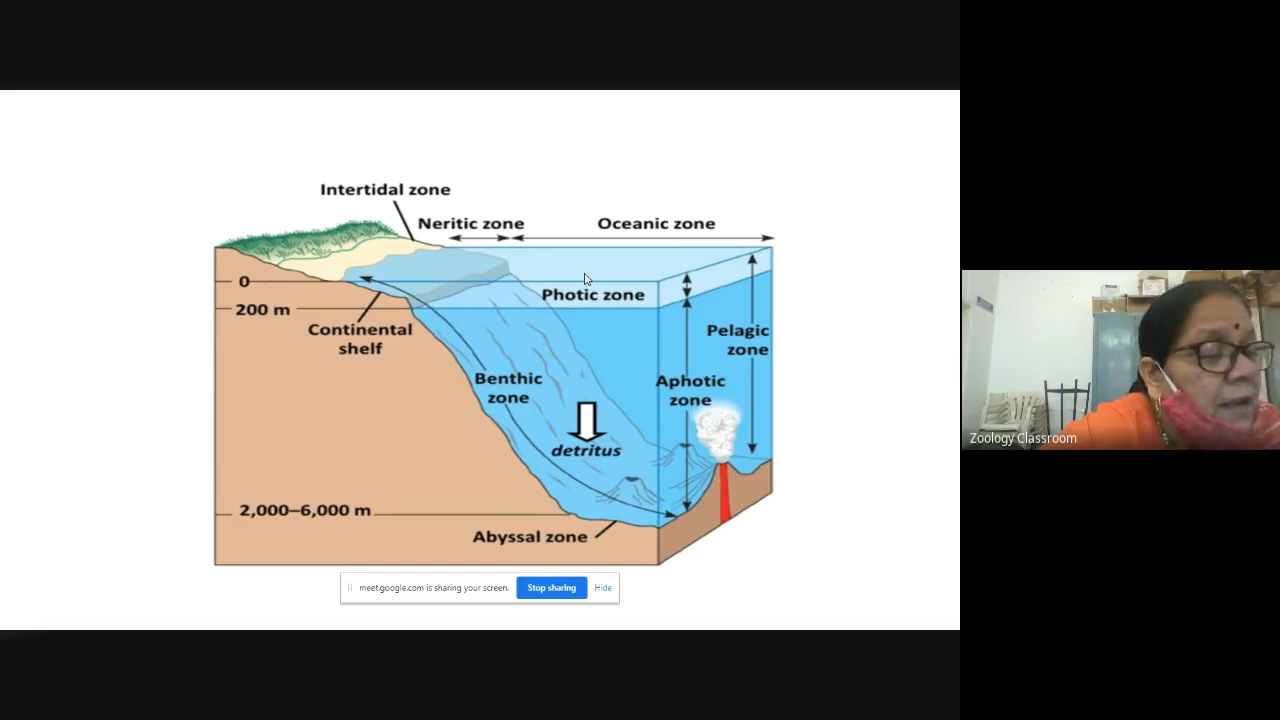 Intertidal zone
Neritic zone
Oceanic zone
0
Photic zone
200 m
Continental
shelf
Pelagic
zone
Benthic
zone
Aphotic
zone
detritus
2,000–6,000 m
Abyssal zone
meet.google.com is sharing your screen.
Stop sharing
Hide
Zoology Classroom